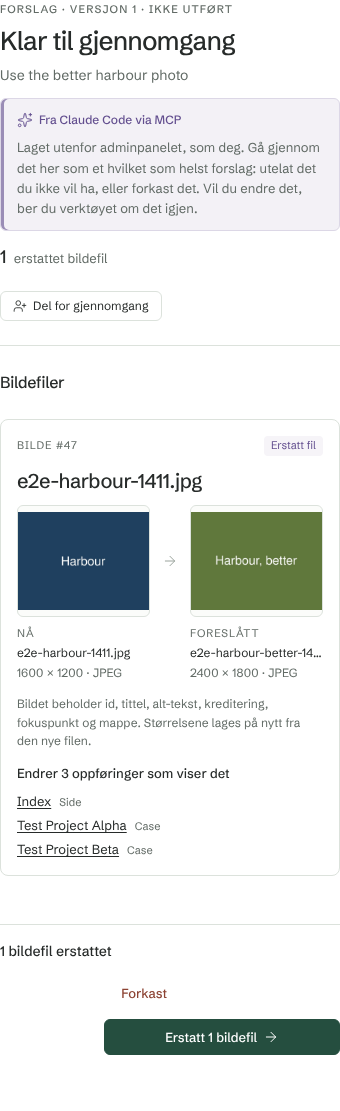 FORSLAG · VERSJON 1 · IKKE UTFØRT
Klar til gjennomgang
Use the better harbour photo
Fra Claude Code via MCP
Laget utenfor adminpanelet, som deg. Gå gjennom
det her som et hvilket som helst forslag: utelat det
du ikke vil ha, eller forkast det. Vil du endre det,
ber du verktøyet om det igjen.
1 erstattet bildefil
Del for gjennomgang
Bildefiler
BILDE #47
Erstatt fil
e2e-harbour-1411.jpg
Harbour
Harbour, better
NÅ
e2e-harbour-1411.jpg
1600 × 1200 · JPEG
FORESLÅTT
e2e-harbour-better-14...
2400 × 1800 · JPEG
Bildet beholder id, tittel, alt-tekst, kreditering,
fokuspunkt og mappe. Størrelsene lages på nytt fra
den nye filen.
Endrer 3 oppføringer som viser det
Index Side
Test Project Alpha Case
Test Project Beta Case
1 bildefil erstattet
Forkast
Erstatt 1 bildefil